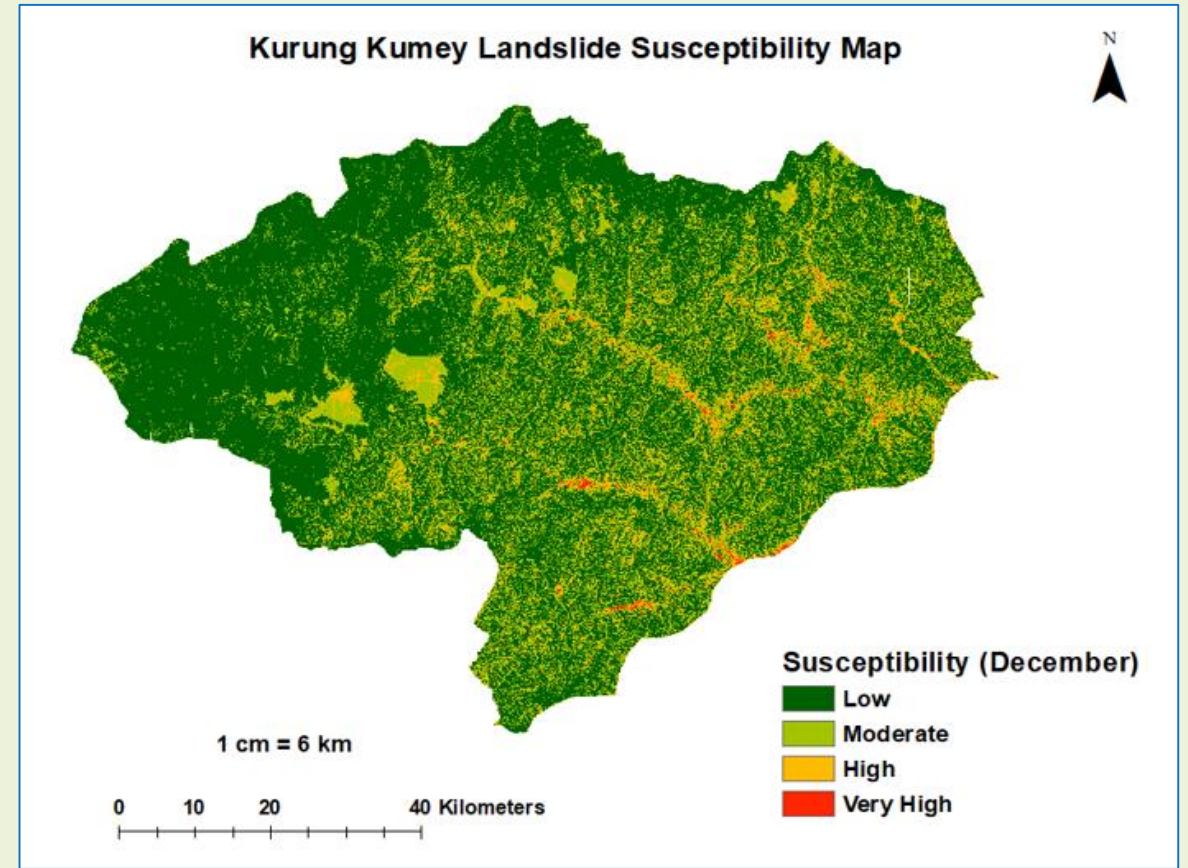 Kurung Kumey Landslide Susceptibility Map
N
Susceptibility (December)
Low
Moderate
High
Very High
1 cm = 6 km
0 10 20 40 Kilometers